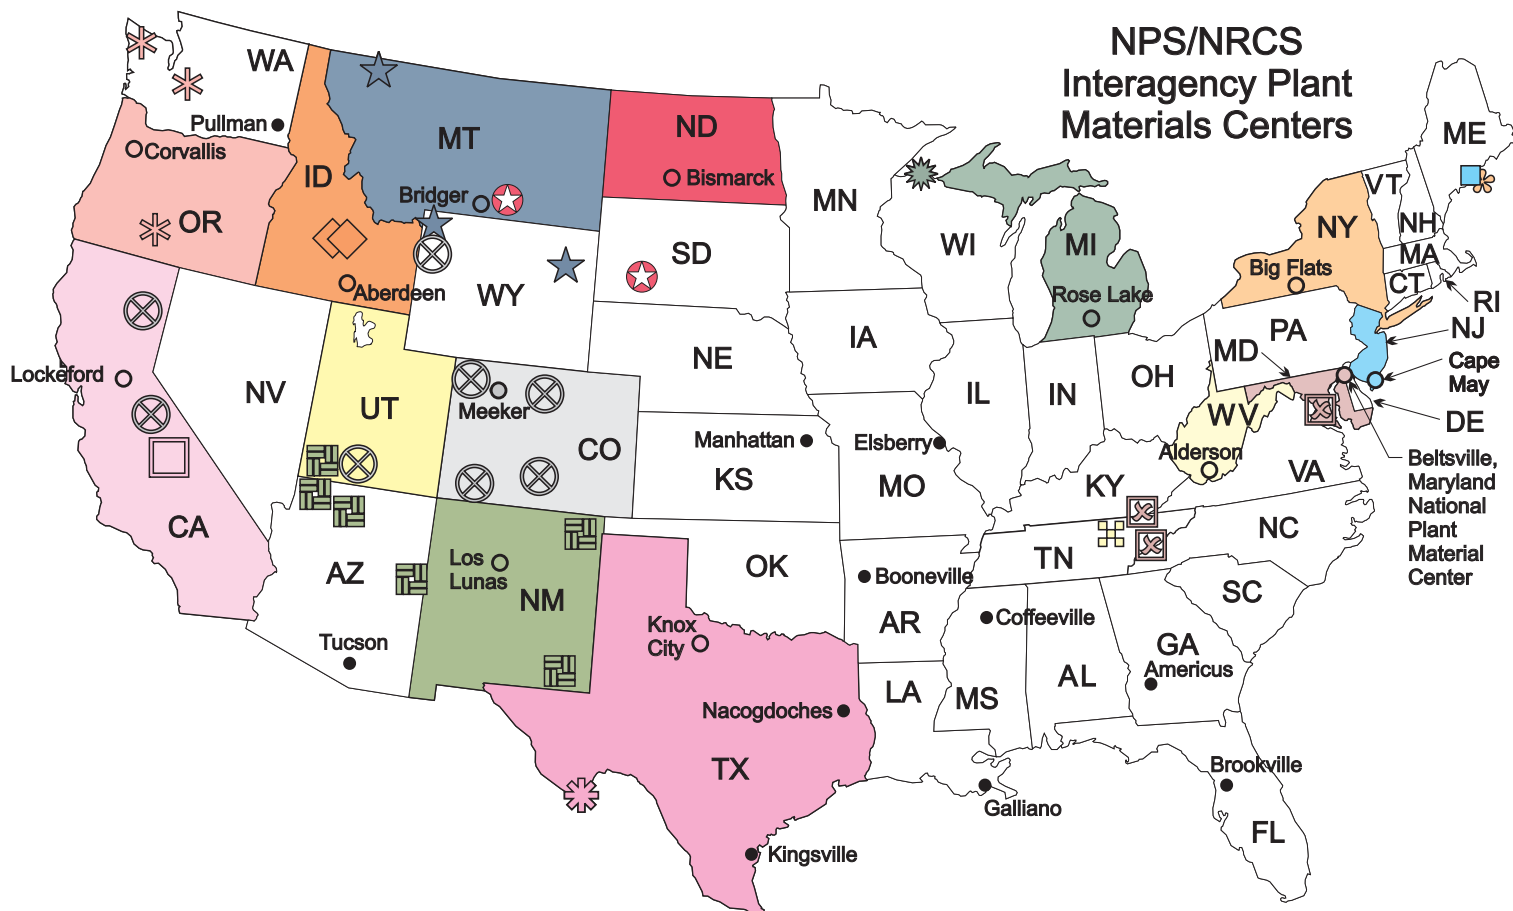 NPS/NRCS
Interagency Plant
Materials Centers
WA
Pullman
Corvallis
OR
ID
MT
Bridger
ND
Bismarck
MN
SD
WI
MI
Rose Lake
ME
VT
NH
NY
MA
Big Flats
CT
RI
NJ
Aberdeen
WY
IA
NE
PA
MD
Cape
May
Lockeford
NV
UT
Meeker
CO
IL
IN
OH
WV
DE
Manhattan
KS
Elsberry
MO
Alderson
KY
VA
Beltsville,
Maryland
National
Plant
Material
Center
CA
AZ
Los
Lunas
NM
OK
Booneville
AR
TN
NC
SC
Tucson
Knox
City
Coffeeville
GA
Americus
AL
MS
LA
Nacogdoches
TX
Brookville
Galliano
FL
Kingsville